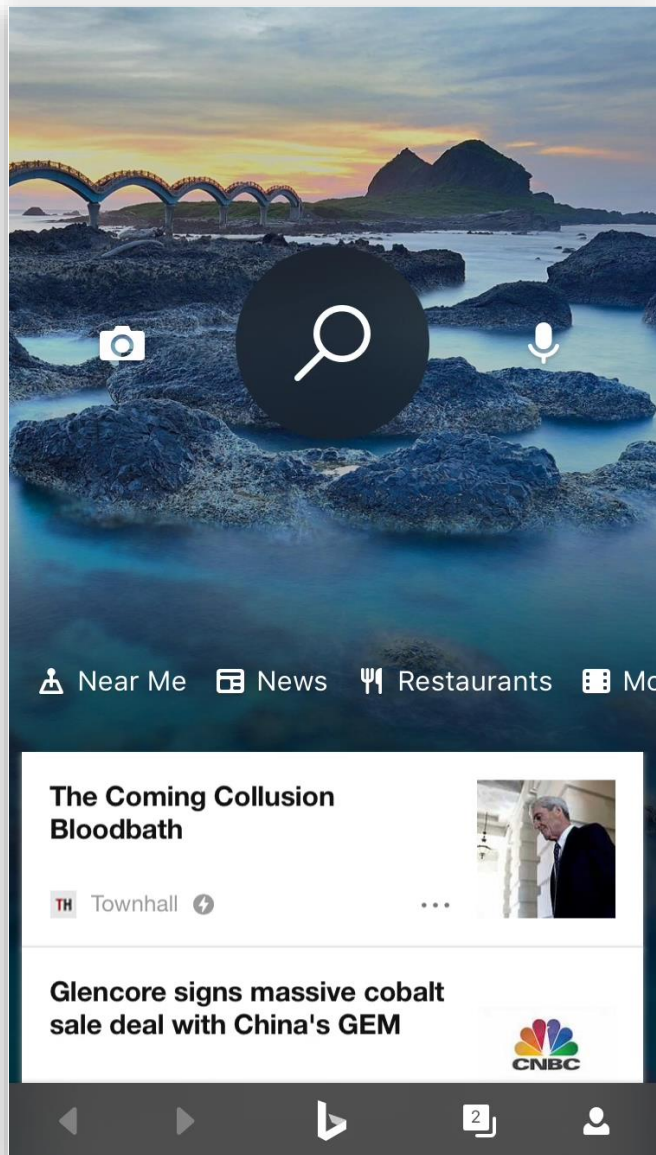 Near Me News Restaurants Mo
The Coming Collusion
Bloodbath
TH Townhall
Glencore signs massive cobalt
sale deal with China's GEM
CNBC
2